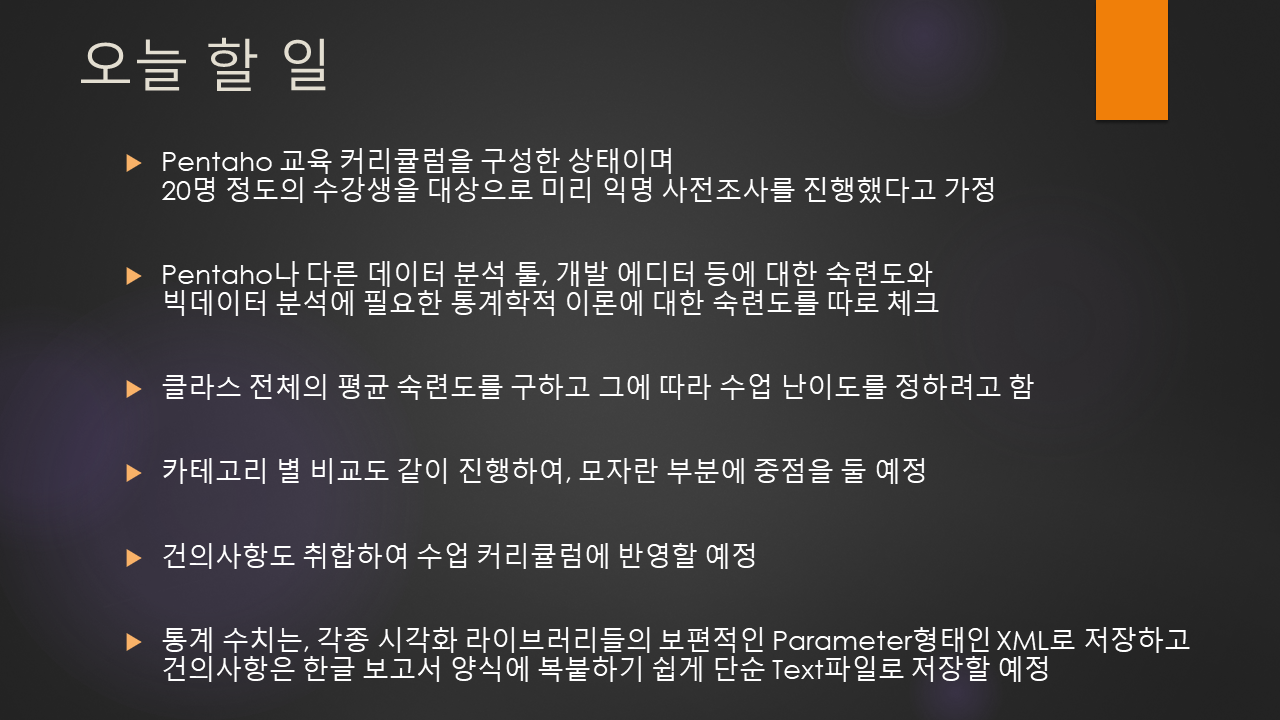 오늘 할 일
Pentaho 교육 커리큘럼을 구성한 상태이며
20명 정도의 수강생을 대상으로 미리 익명 사전조사를 진행했다고 가정
Pentaho나 다른 데이터 분석 툴, 개발 에디터 등에 대한 숙련도와
빅데이터 분석에 필요한 통계학적 이론에 대한 숙련도를 따로 체크
클라스 전체의 평균 숙련도를 구하고 그에 따라 수업 난이도를 정하려고 함
카테고리 별 비교도 같이 진행하여, 모자란 부분에 중점을 둘 예정
건의사항도 취합하여 수업 커리큘럼에 반영할 예정
통계 수치는, 각종 시각화 라이브러리들의 보편적인 Parameter형태인 XML로 저장하고
건의사항은 한글 보고서 양식에 복붙하기 쉽게 단순 Text파일로 저장할 예정